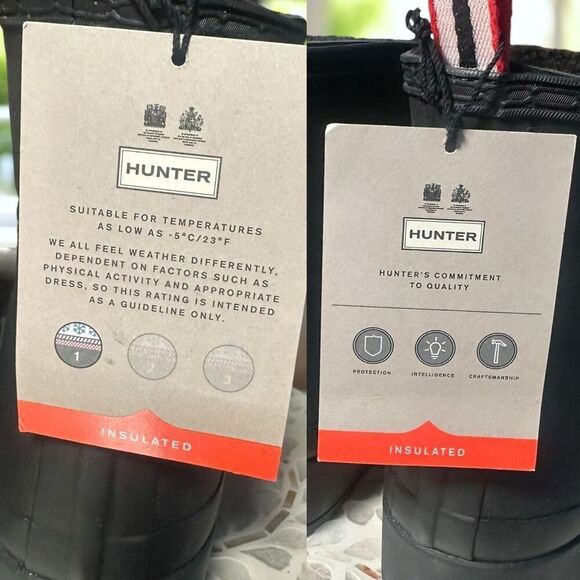 HUNTER
SUITABLE FOR TEMPERATURES
AS LOW AS -5°C/23°F
WE ALL FEEL WEATHER DIFFERENTLY,
DEPENDENT ON FACTORS SUCH AS
PHYSICAL ACTIVITY AND APPROPRIATE
DRESS, SO THIS RATING IS INTENDED
AS A GUIDELINE ONLY.
1
2
3
INSULATED
HUNTER
HUNTER'S COMMITMENT
TO QUALITY
PROTECTION
INTELLIGENCE
CRAFTSMANSHIP
INSULATED